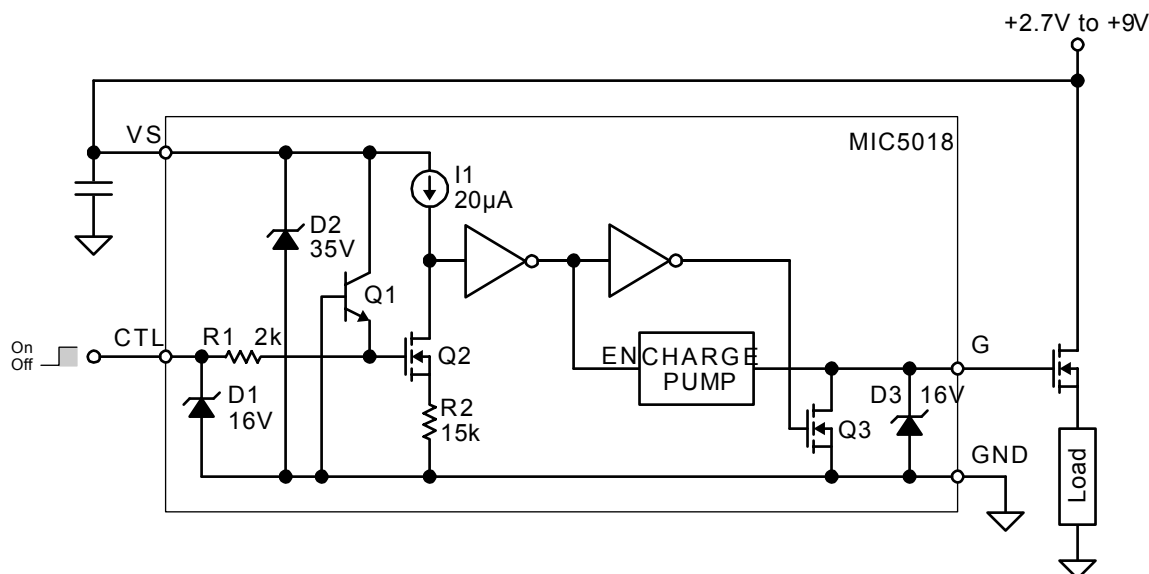 +2.7V to +9V
VS
MIC5018
I1
20µA
D2
35V
Q1
CTL
R1 2k
On
Off
Q2
EN
CHARGE
PUMP
G
D1
16V
R2
15k
D3 16V
Q3
GND
Load